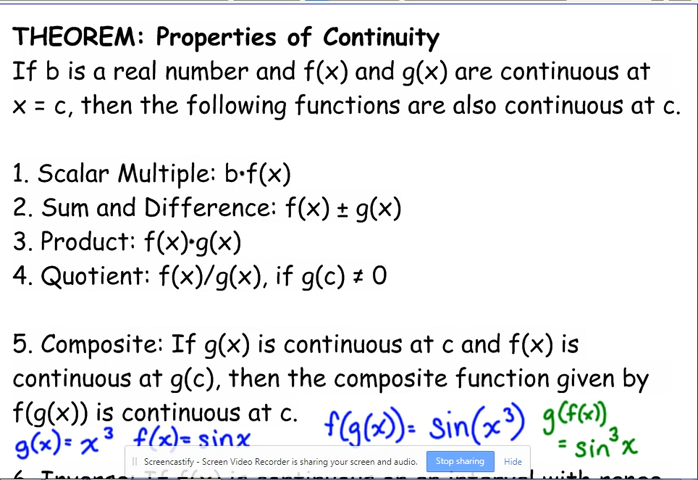 THEOREM: Properties of Continuity
If b is a real number and f(x) and g(x) are continuous at
x = c, then the following functions are also continuous at c.
1. Scalar Multiple: b·f(x)
2. Sum and Difference: f(x) ± g(x)
3. Product: f(x)·g(x)
4. Quotient: f(x)/g(x), if g(c) ≠ 0
5. Composite: If g(x) is continuous at c and f(x) is
continuous at g(c), then the composite function given by
f(g(x)) is continuous at c.
f(g(x)) = sin(x³)
g(f(x))
= sin³x
g(x) = x³ f(x) = sin x
Screencastify - Screen Video Recorder is sharing your screen and audio. Stop sharing Hide